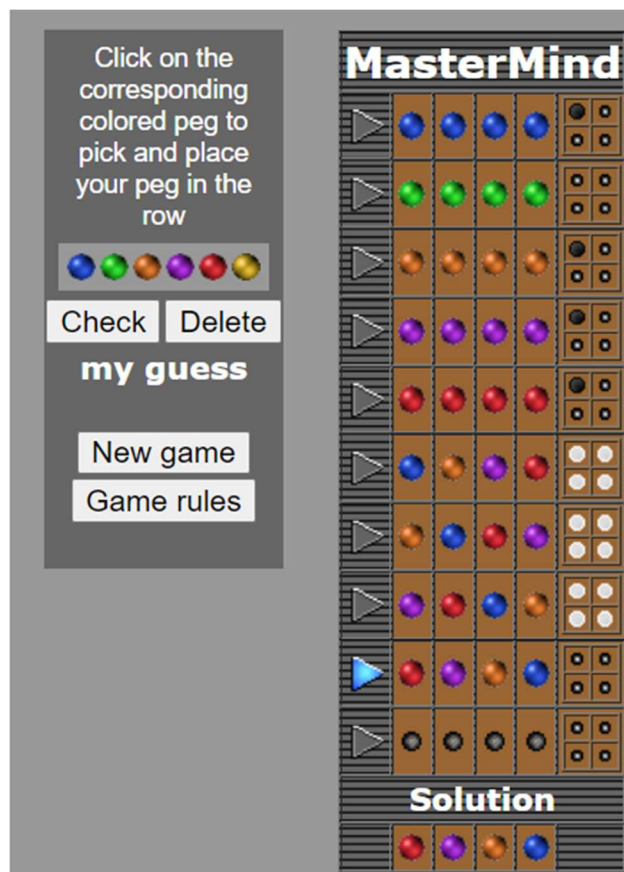 Click on the
corresponding
colored peg to
pick and place
your peg in the
row
Check Delete
my guess
New game
Game rules
MasterMind
Solution